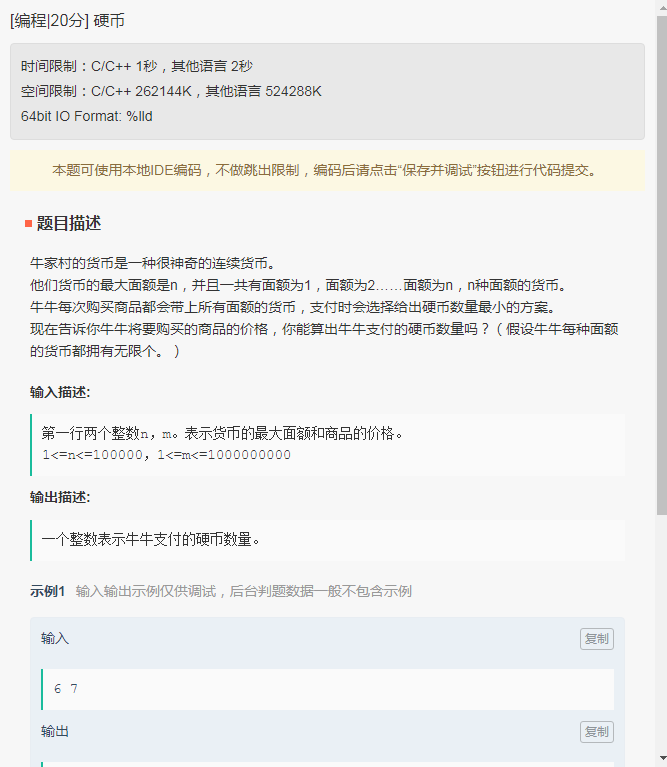 [编程|20分] 硬币
时间限制：C/C++ 1秒，其他语言 2秒
空间限制：C/C++ 262144K，其他语言 524288K
64bit IO Format: %lld
本题可使用本地IDE编码，不做跳出限制，编码后请点击“保存并调试”按钮进行代码提交。
题目描述
牛家村的货币是一种很神奇的连续货币。
他们货币的最大面额是n，并且一共有面额为1，面额为2……面额为n，n种面额的货币。
牛牛每次购买商品都会带上所有面额的货币，支付时会选择给出硬币数量最小的方案。
现在告诉你牛牛将要购买的商品的价格，你能算出牛牛支付的硬币数量吗？（假设牛牛每种面额
的货币都拥有无限个。）
输入描述:
第一行两个整数n，m。表示货币的最大面额和商品的价格。
1<=n<=100000，1<=m<=1000000000
输出描述:
一个整数表示牛牛支付的硬币数量。
示例1 输入输出示例仅供调试，后台判题数据一般不包含示例
输入 复制
6 7
输出 复制